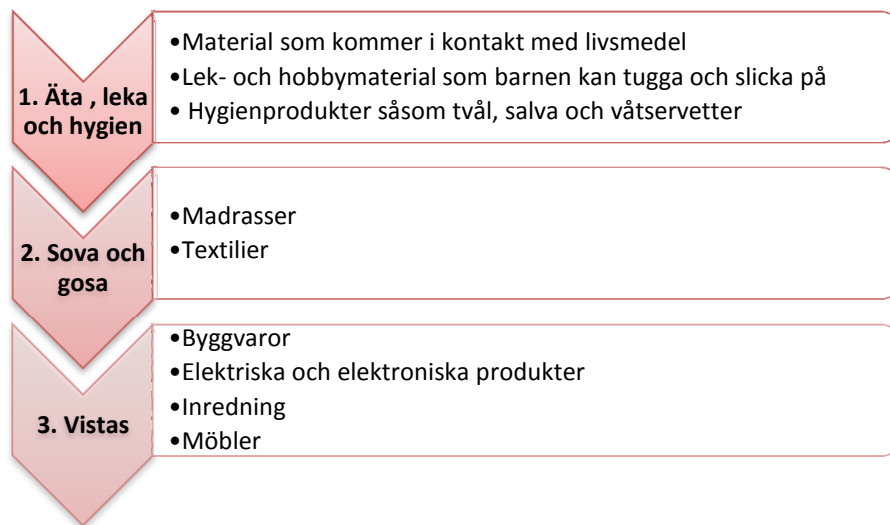 1. Äta , leka
och hygien
•Material som kommer i kontakt med livsmedel
•Lek- och hobbymaterial som barnen kan tugga och slicka på
• Hygienprodukter såsom tvål, salva och våtservetter
2. Sova och
gosa
•Madrasser
•Textilier
3. Vistas
•Byggvaror
•Elektriska och elektroniska produkter
•Inredning
•Möbler